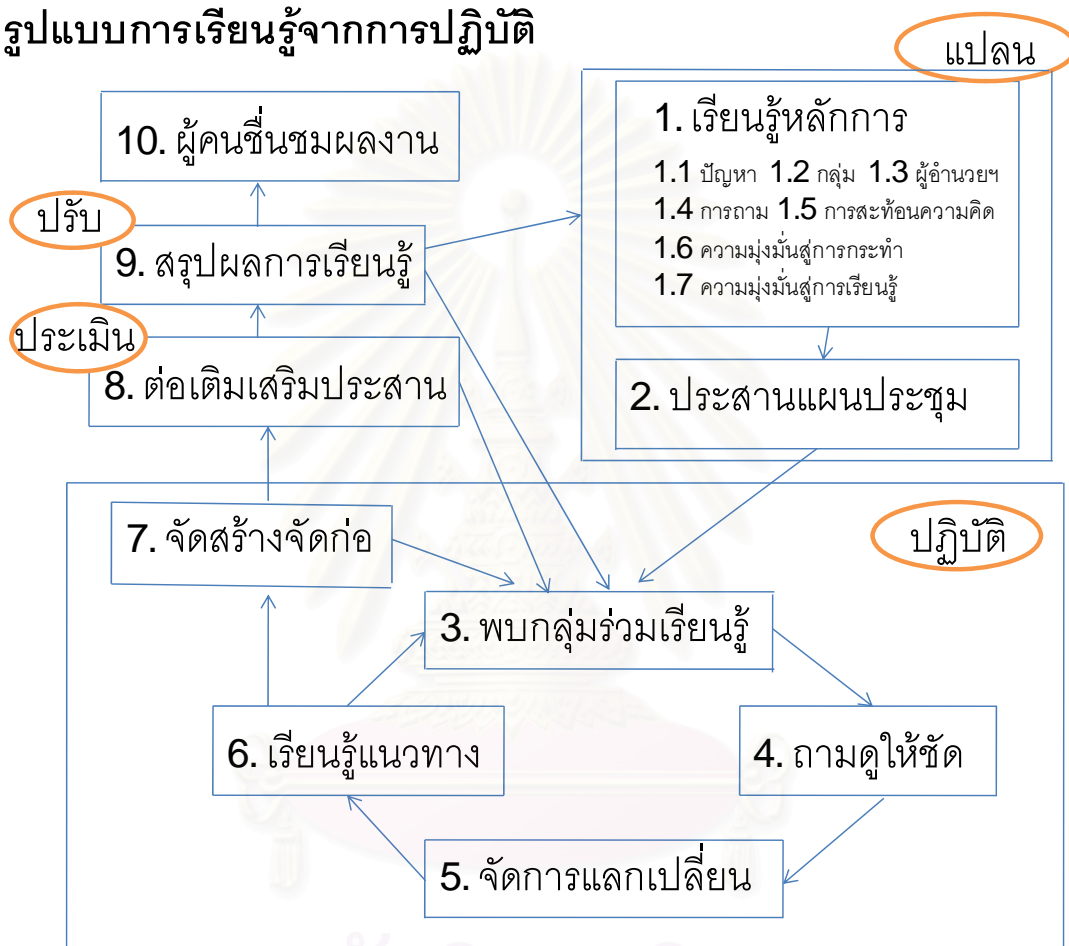 รูปแบบการเรียนรู้จากการปฏิบัติ
แปลน
1. เรียนรู้หลักการ
1.1 ปัญหา 1.2 กลุ่ม 1.3 ผู้อำนวยฯ
1.4 การถาม 1.5 การสะท้อนความคิด
1.6 ความมุ่งมั่นสู่การกระทำ
1.7 ความมุ่งมั่นสู่การเรียนรู้
2. ประสานแผนประชุม
10. ผู้คนชื่นชมผลงาน
ปรับ
9. สรุปผลการเรียนรู้
ประเมิน
8. ต่อเติมเสริมประสาน
7. จัดสร้างจัดก่อ
ปฏิบัติ
3. พบกลุ่มร่วมเรียนรู้
6. เรียนรู้แนวทาง
4. ถามดูให้ชัด
5. จัดการแลกเปลี่ยน